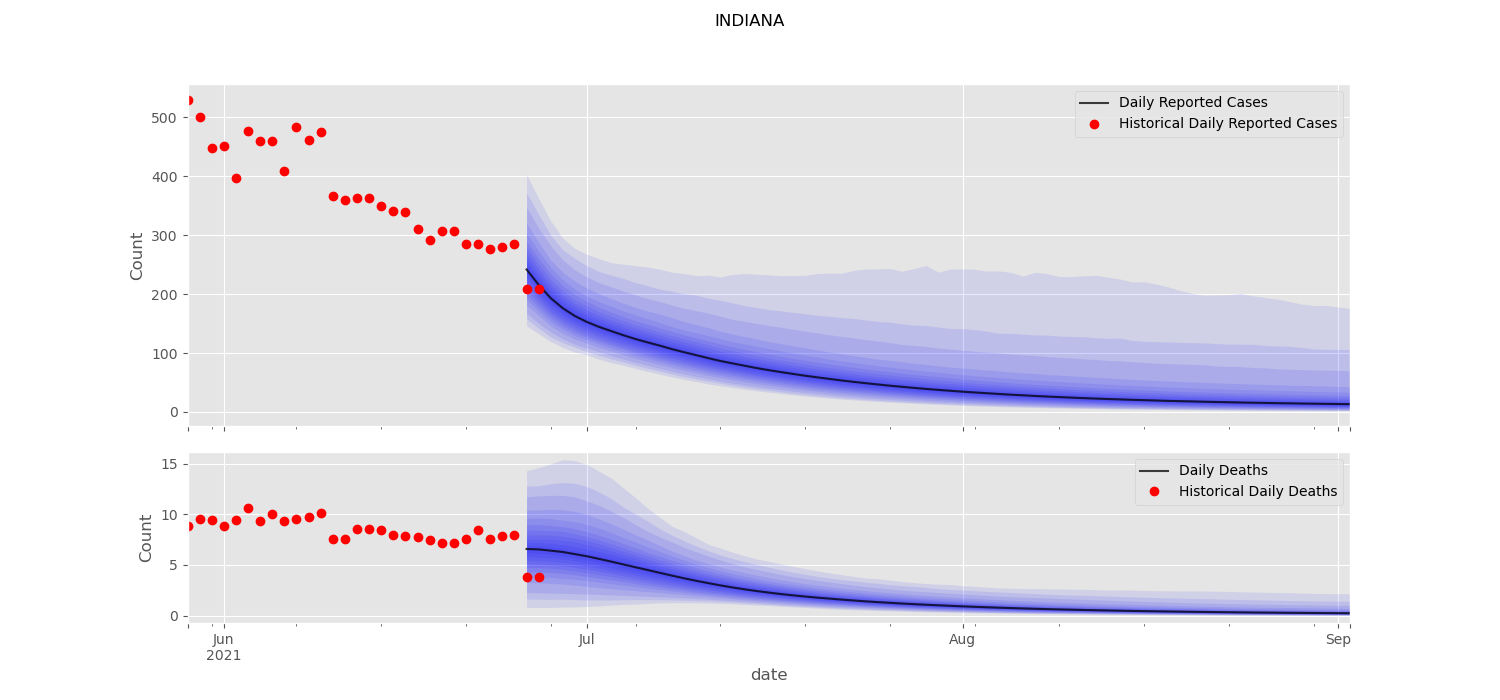 INDIANA
Daily Reported Cases
Historical Daily Reported Cases
Count
500
400
300
200
100
0
Daily Deaths
Historical Daily Deaths
Count
15
10
5
0
Jun
2021
Jul
Aug
Sep
date